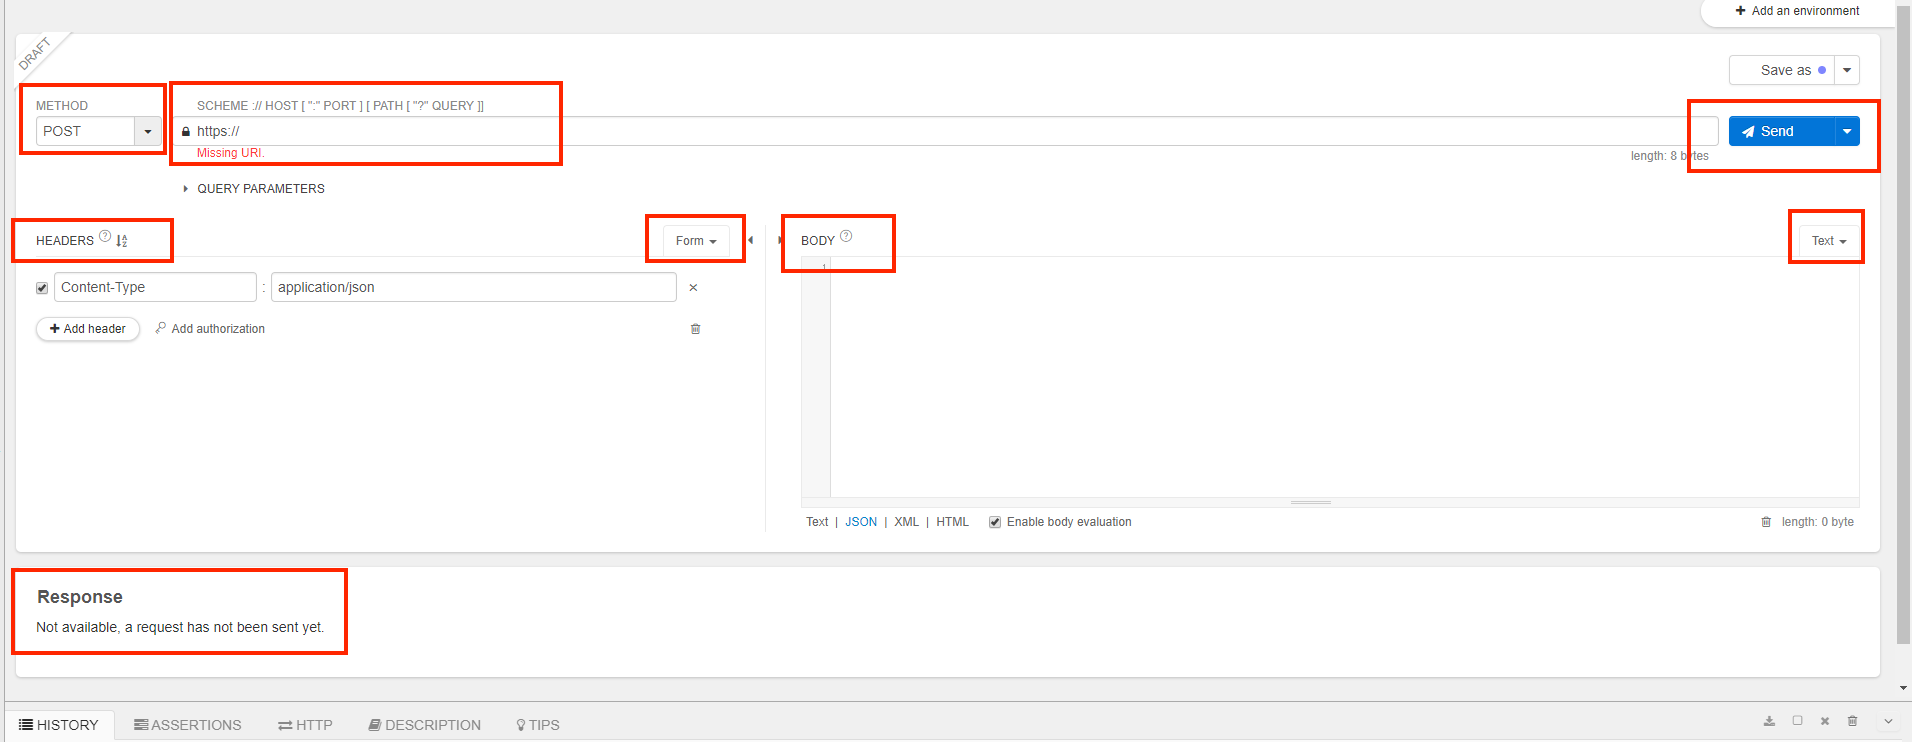 Add an environment
DRAFT
Save as
METHOD
SCHEME :// HOST [ ":" PORT ] [ PATH [ "?" QUERY ]]
POST
https://
Send
Missing URI.
length: 8 bytes
QUERY PARAMETERS
HEADERS ?
Form
BODY ?
Text
1
Content-Type : application/json
Add header
Add authorization
Text | JSON | XML | HTML
Enable body evaluation
length: 0 byte
Response
Not available, a request has not been sent yet.
HISTORY
ASSERTIONS
HTTP
DESCRIPTION
TIPS